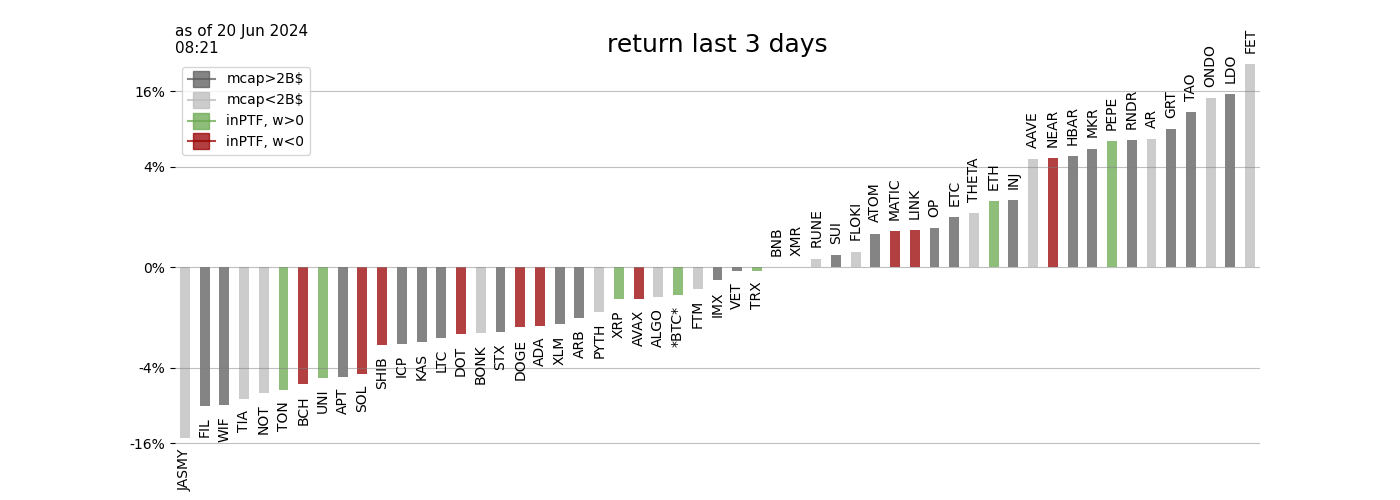 as of 20 Jun 2024
08:21
return last 3 days
mcap>2B$
mcap<2B$
inPTF, w>0
inPTF, w<0
16%
4%
0%
-4%
-16%
JASMY
FIL
WIF
TIA
NOT
TON
BCH
UNI
APT
SOL
SHIB
ICP
KAS
LTC
DOT
BONK
STX
DOGE
ADA
XLM
ARB
PYTH
XRP
AVAX
ALGO
*BTC*
FTM
IMX
VET
TRX
BNB
XMR
RUNE
SUI
FLOKI
ATOM
MATIC
LINK
OP
ETC
THETA
ETH
INJ
AAVE
NEAR
HBAR
MKR
PEPE
RNDR
AR
GRT
TAO
ONDO
LDO
FET